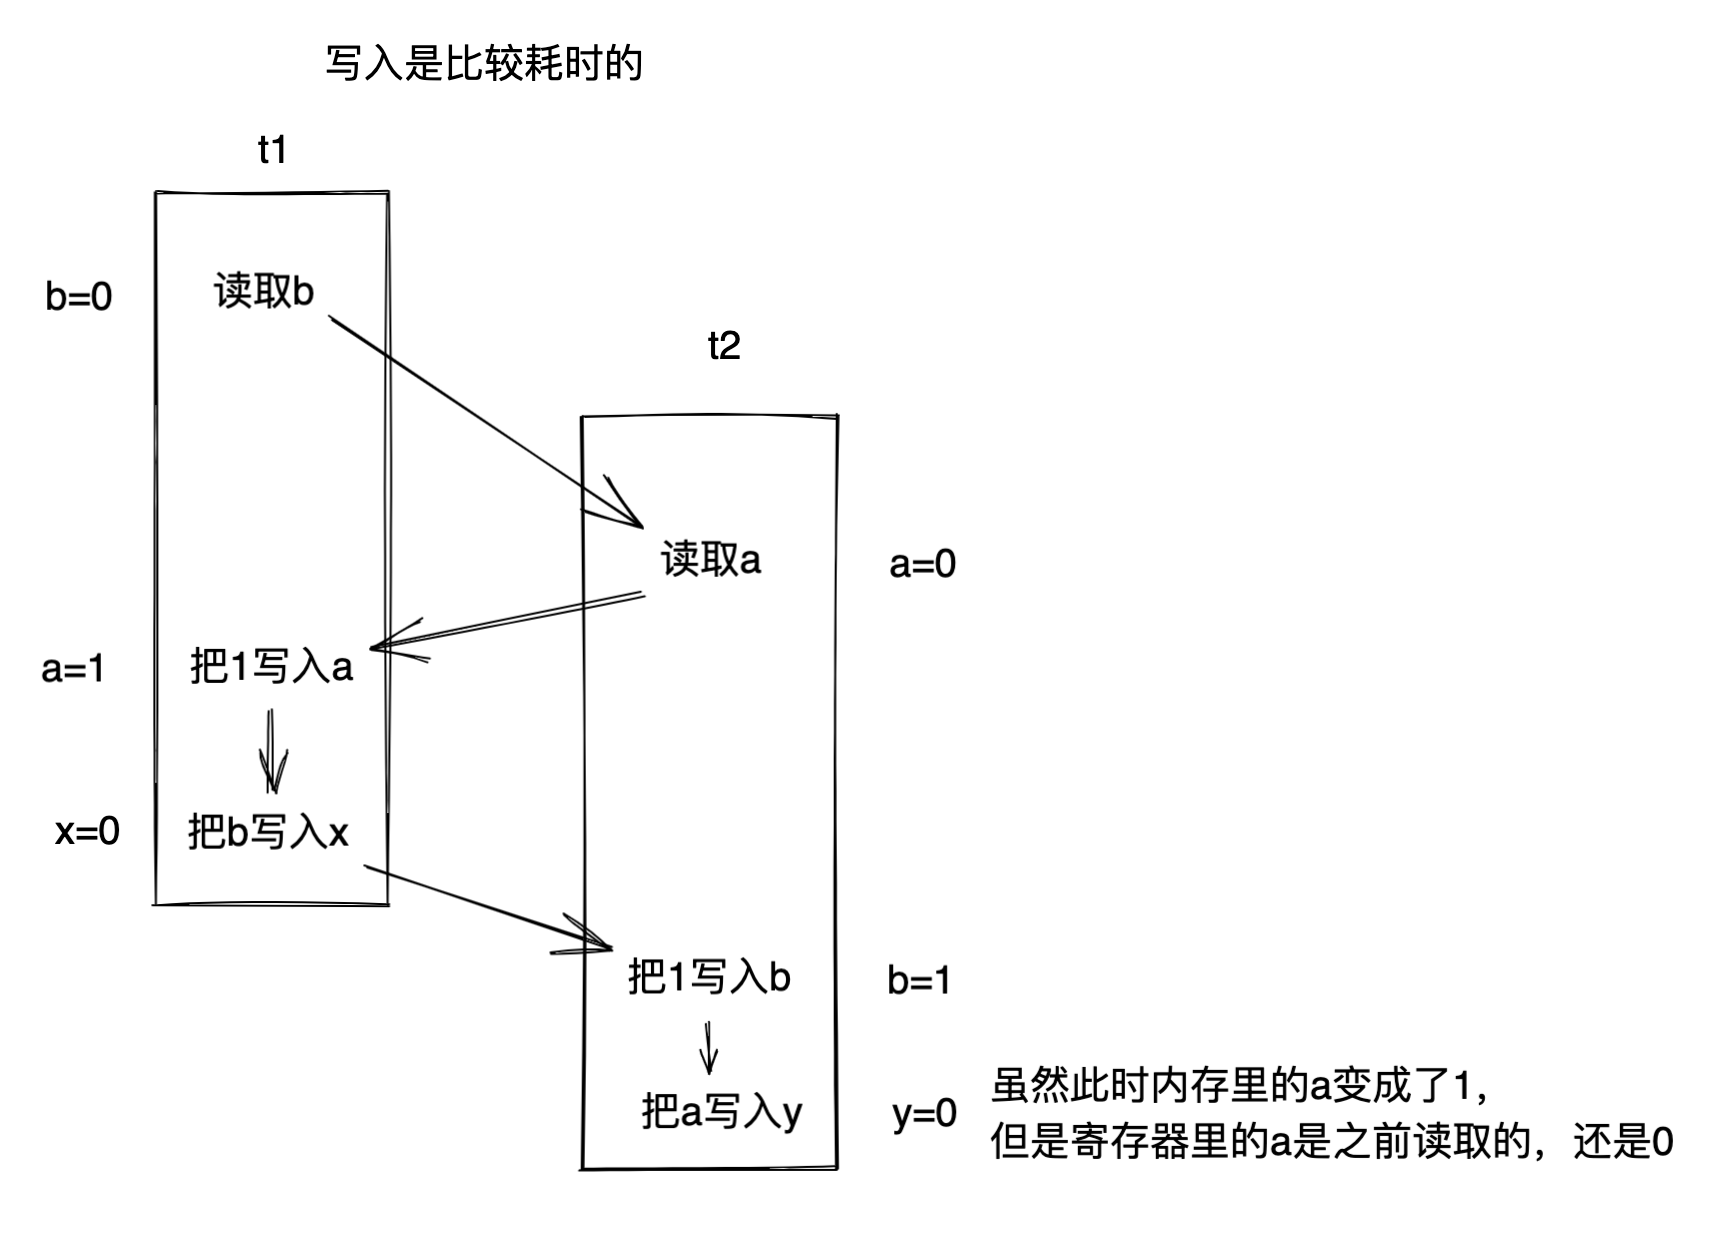 写入是比较耗时的
t1
b=0
读取b
t2
读取a
a=0
a=1
把1写入a
x=0
把b写入x
把1写入b
b=1
把a写入y
y=0
虽然此时内存里的a变成了1，
但是寄存器里的a是之前读取的，还是0